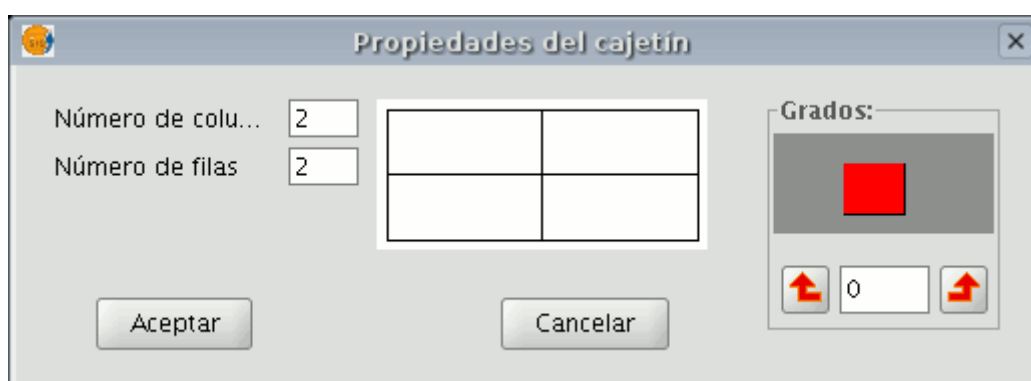 Propiedades del cajetín
Número de colu... 2
Número de filas 2
Grados:
0
Aceptar
Cancelar